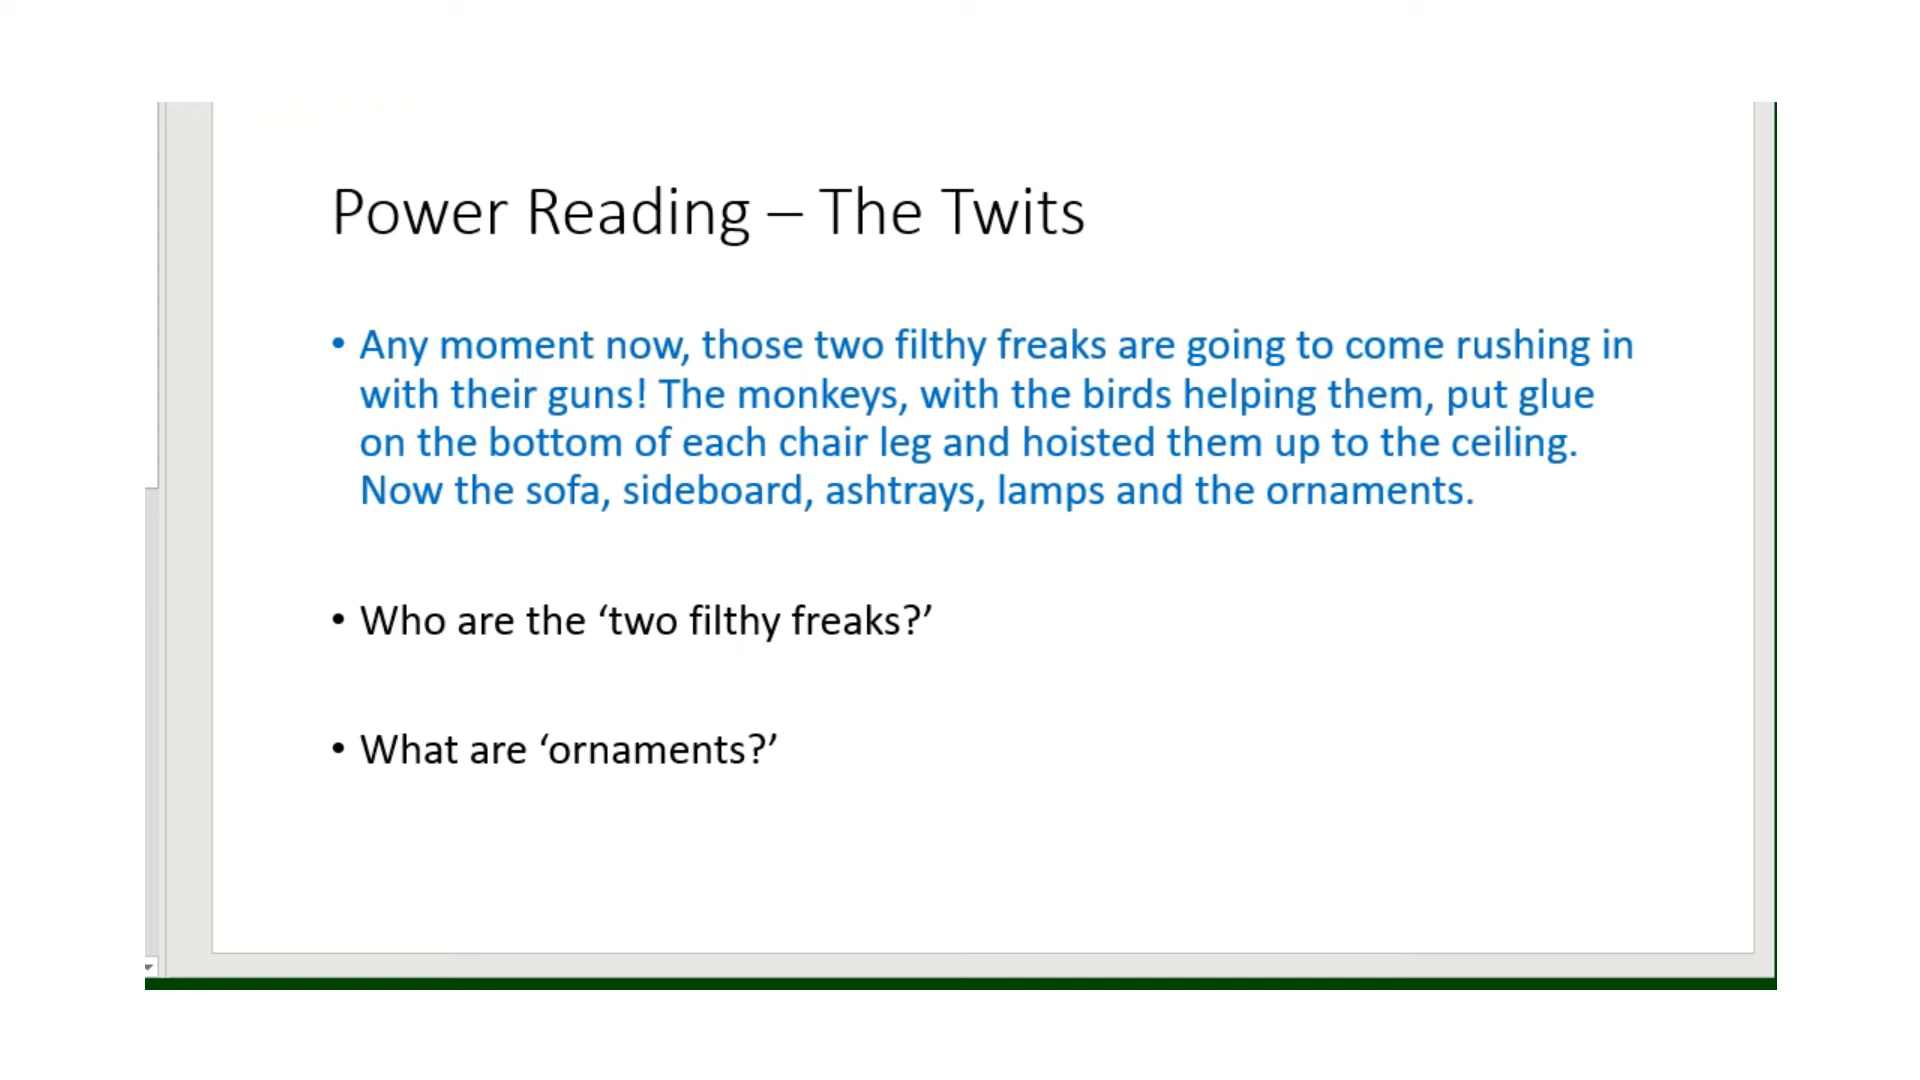 Power Reading – The Twits
• Any moment now, those two filthy freaks are going to come rushing in
with their guns! The monkeys, with the birds helping them, put glue
on the bottom of each chair leg and hoisted them up to the ceiling.
Now the sofa, sideboard, ashtrays, lamps and the ornaments.
• Who are the ‘two filthy freaks?’
• What are ‘ornaments?’